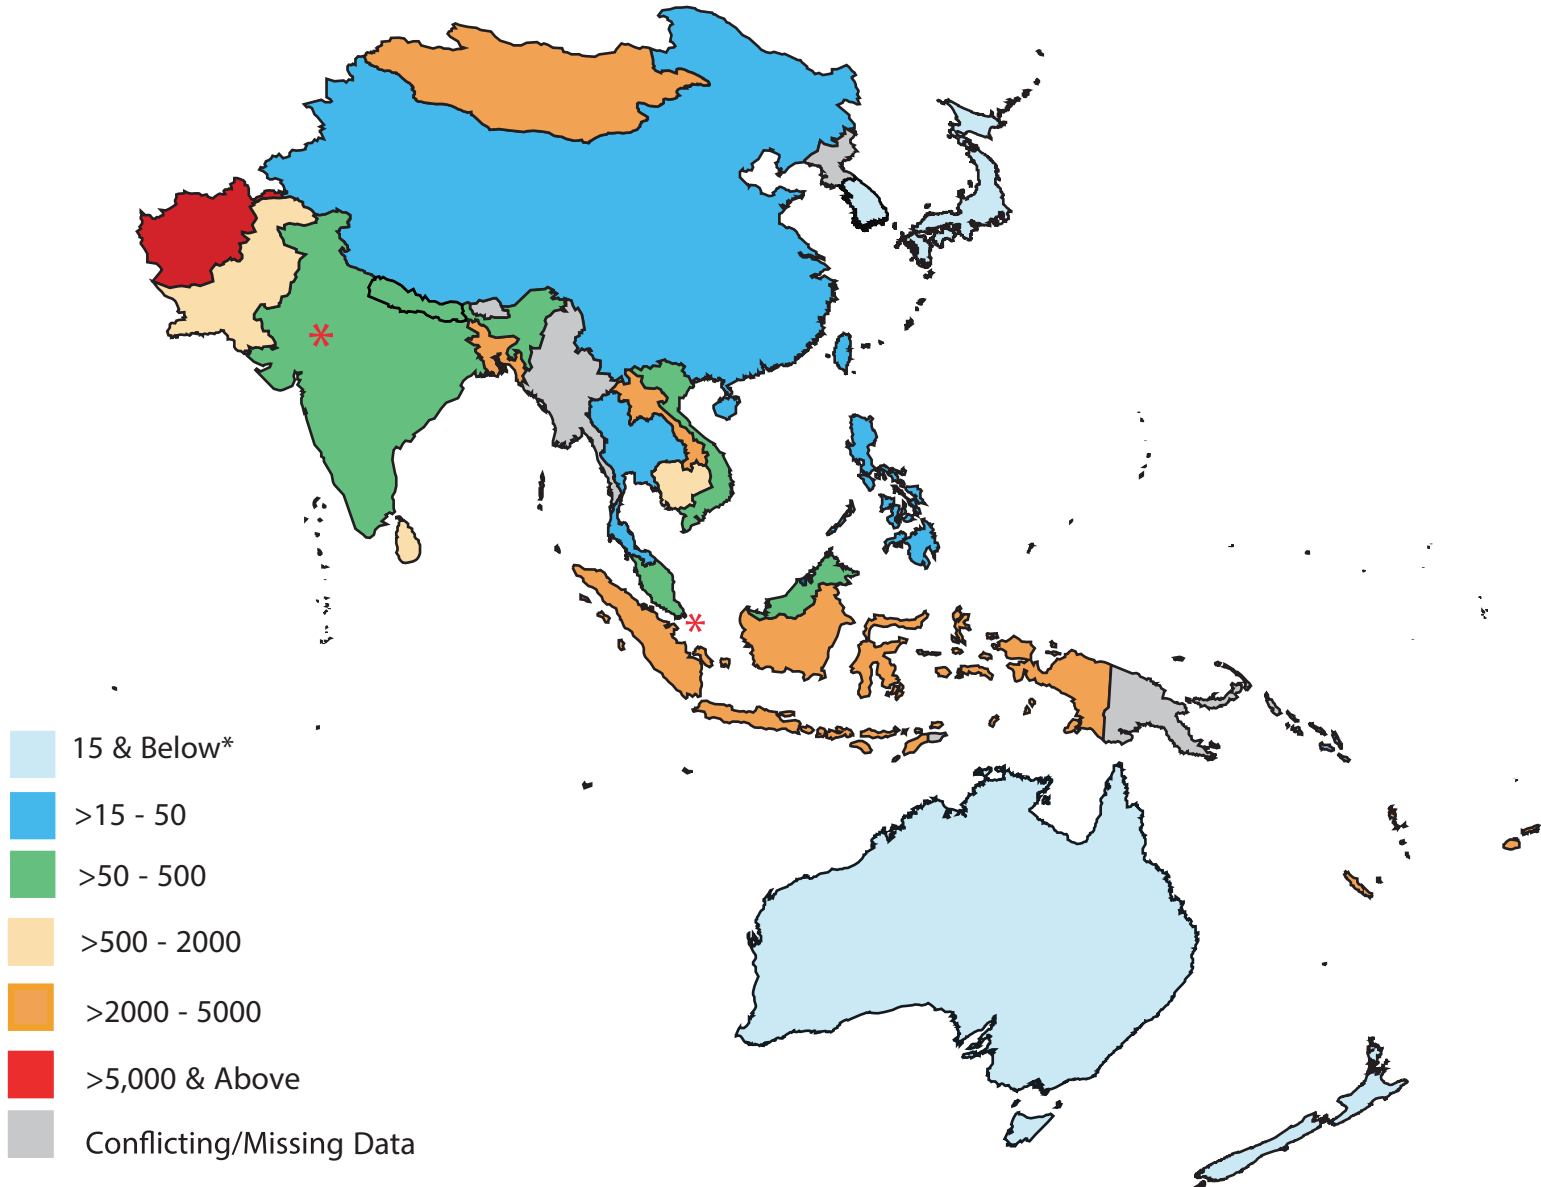 *
*
15 & Below*
>15 - 50
>50 - 500
>500 - 2000
>2000 - 5000
>5,000 & Above
Conflicting/Missing Data